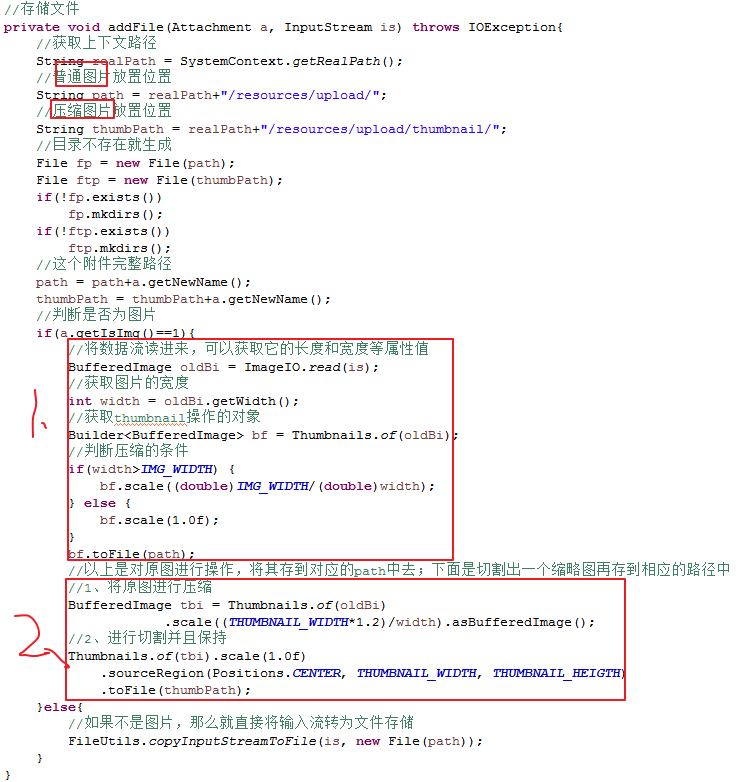 //存储文件
private void addFile(Attachment a, InputStream is) throws IOException{
//获取上下文路径
String realPath = SystemContext.getRealPath();
//普通图片放置位置
String path = realPath+"/resources/upload/";
//压缩图片放置位置
String thumbPath = realPath+"/resources/upload/thumbnail/";
//目录不存在就生成
File fp = new File(path);
File ftp = new File(thumbPath);
if(!fp.exists())
fp.mkdirs();
if(!ftp.exists())
ftp.mkdirs();
//这个附件完整路径
path = path+a.getNewName();
thumbPath = thumbPath+a.getNewName();
//判断是否为图片
if(a.getIsImg()==1){
//将数据流读进来，可以获取它的长度和宽度等属性值
BufferedImage oldBi = ImageIO.read(is);
//获取图片的宽度
int width = oldBi.getWidth();
//获取thumbnail操作的对象
Builder<BufferedImage> bf = Thumbnails.of(oldBi);
//判断压缩的条件
if(width>IMG_WIDTH) {
bf.scale((double)IMG_WIDTH/(double)width);
} else {
bf.scale(1.0f);
}
bf.toFile(path);
1.
//以上是对原图进行操作，将其存到对应的path中去；下面是切割出一个缩略图再存到相应的路径中
//1、将原图进行压缩
BufferedImage tbi = Thumbnails.of(oldBi)
.scale((THUMBNAIL_WIDTH*1.2)/width).asBufferedImage();
//2、进行切割并且保持
Thumbnails.of(tbi).scale(1.0f)
.sourceRegion(Positions.CENTER, THUMBNAIL_WIDTH, THUMBNAIL_HEIGTH)
.toFile(thumbPath);
2、
}else{
//如果不是图片，那么就直接将输入流转为文件存储
FileUtils.copyInputStreamToFile(is, new File(path));
}
}